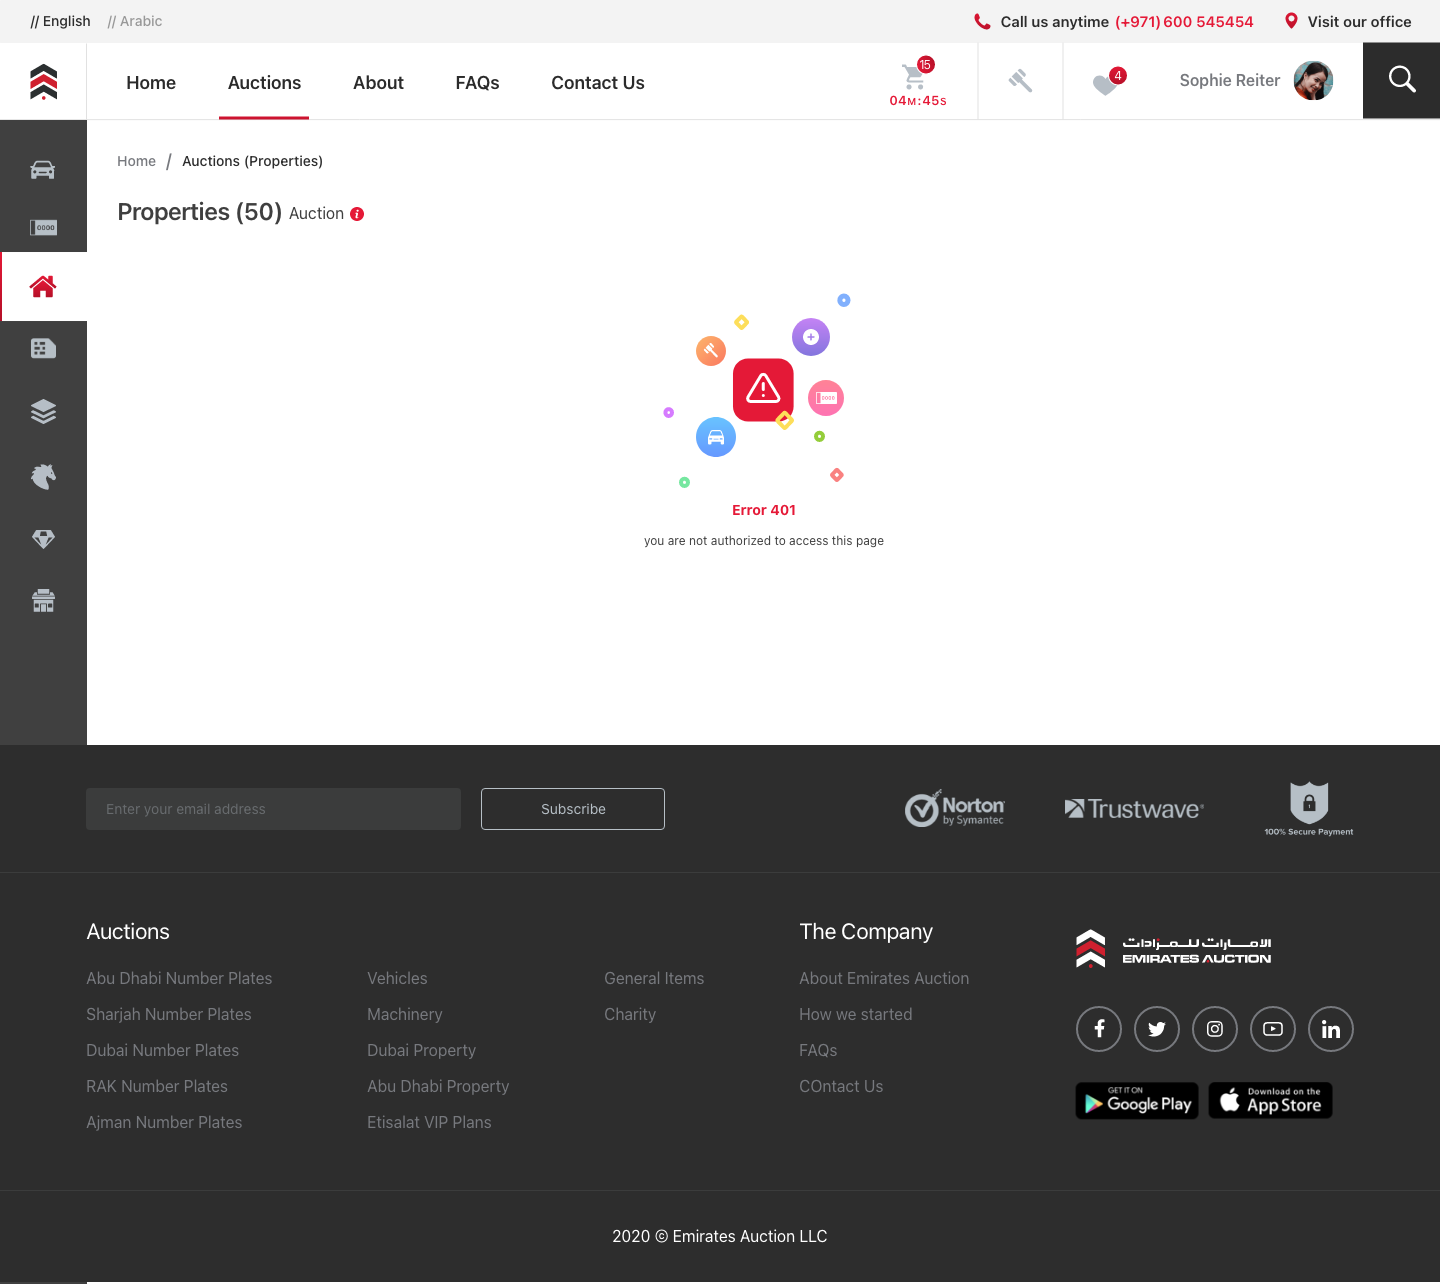 // English
// Arabic
Call us anytime (+971) 600 545454
Visit our office
Home
Auctions
About
FAQs
Contact Us
15
04M:45S
4
Sophie Reiter
Home / Auctions (Properties)
0000
Properties (50) Auction i
0000
Error 401
you are not authorized to access this page
Enter your email address
Subscribe
Norton
by Symantec
Trustwave®
100% Secure Payment
Auctions
Abu Dhabi Number Plates
Sharjah Number Plates
Dubai Number Plates
RAK Number Plates
Ajman Number Plates
Vehicles
Machinery
Dubai Property
Abu Dhabi Property
Etisalat VIP Plans
General Items
Charity
The Company
About Emirates Auction
How we started
FAQs
COntact Us
الامـارات للـمـزادات
EMIRATES AUCTION
GET IT ON
Google Play
Download on the
App Store
2020 © Emirates Auction LLC